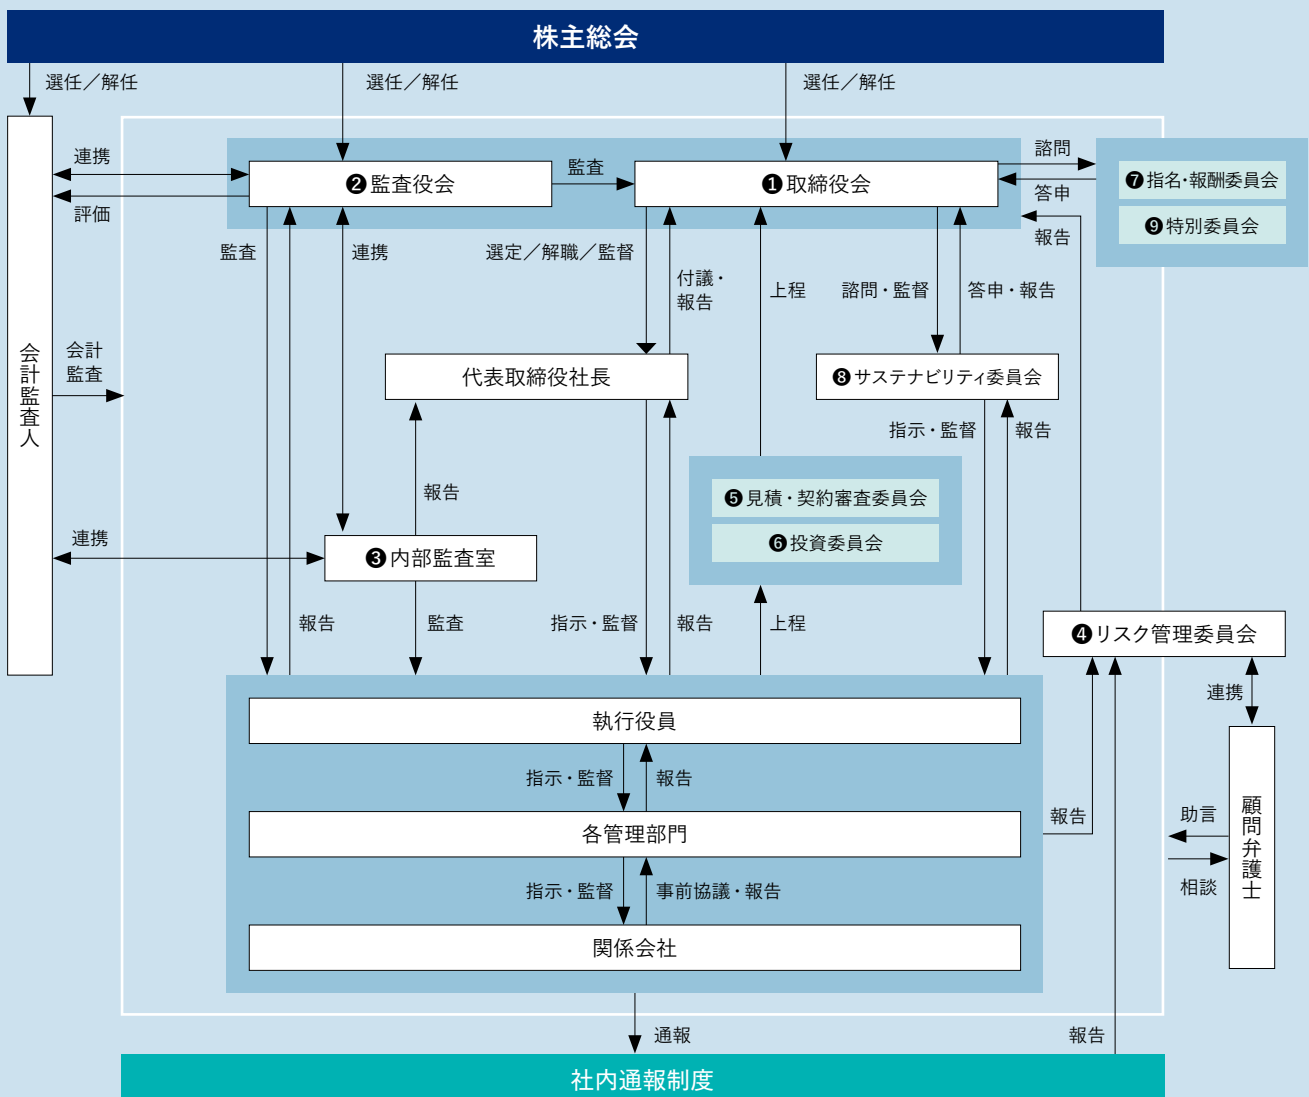 株主総会
選任／解任
選任／解任
選任／解任
連携
評価
❷監査役会
監査
❶取締役会
諮問
答申
報告
❼指名・報酬委員会
❾特別委員会
監査
連携
選定／解職／監督
付議・
報告
上程
諮問・監督
答申・報告
会計監査人
会計
監査
代表取締役社長
❽サステナビリティ委員会
指示・監督
報告
報告
❺見積・契約審査委員会
❻投資委員会
連携
❸内部監査室
報告
監査
指示・監督
報告
上程
❹リスク管理委員会
連携
執行役員
指示・監督
報告
各管理部門
報告
助言
相談
顧問弁護士
指示・監督
事前協議・報告
関係会社
通報
報告
社内通報制度